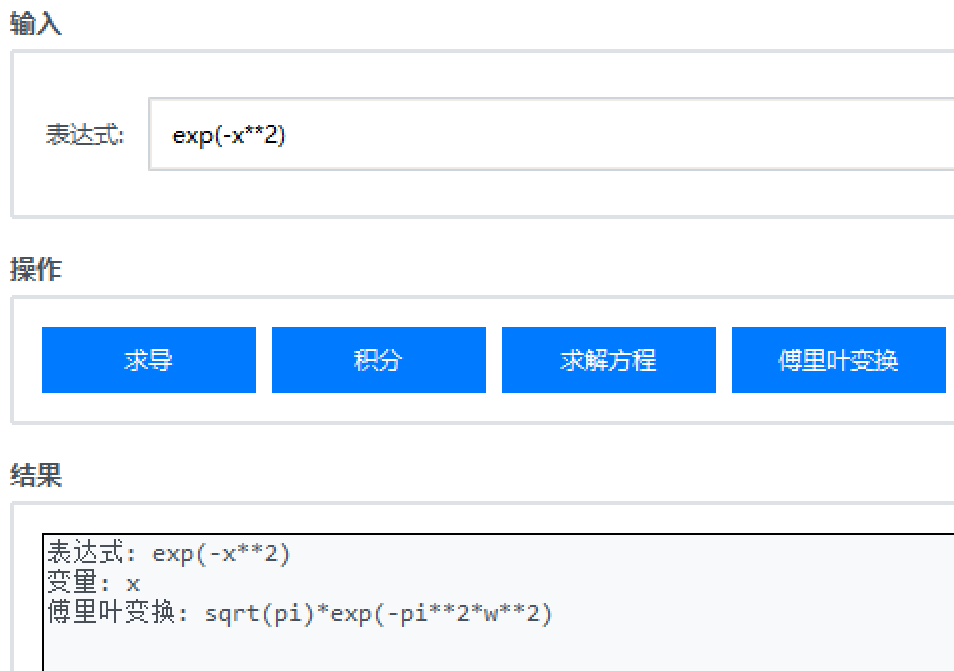 输入
表达式: exp(-x**2)
操作
求导 积分 求解方程 傅里叶变换
结果
表达式: exp(-x**2)
变量: x
傅里叶变换: sqrt(pi)*exp(-pi**2*w**2)